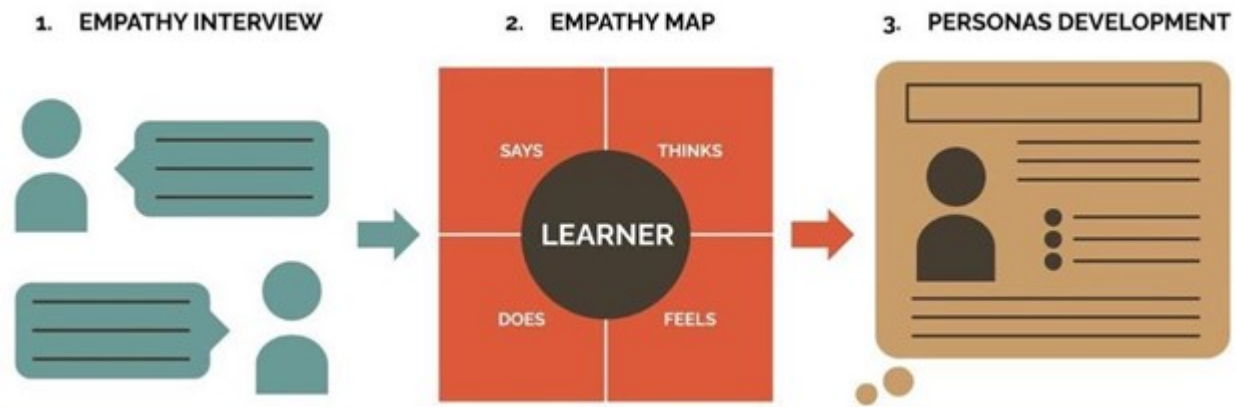 1. EMPATHY INTERVIEW
2. EMPATHY MAP
3. PERSONAS DEVELOPMENT
SAYS
THINKS
LEARNER
DOES
FEELS